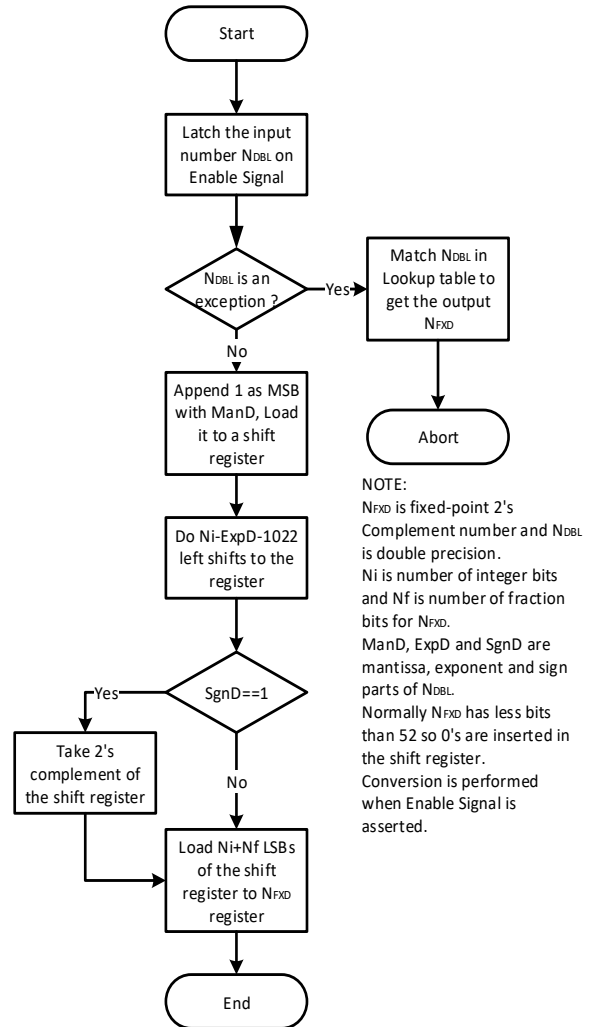 Start
Latch the input
number NDBL on
Enable Signal
NDBL is an
exception ?
Yes
Match NDBL in
Lookup table to
get the output
NFXD
Abort
No
Append 1 as MSB
with ManD, Load
it to a shift
register
Do Ni-ExpD-1022
left shifts to the
register
SgnD==1
Yes
Take 2's
complement of
the shift register
No
Load Ni+Nf LSBs
of the shift
register to NFXD
register
End
NOTE:
NFXD is fixed-point 2's
Complement number and NDBL
is double precision.
Ni is number of integer bits
and Nf is number of fraction
bits for NFXD.
ManD, ExpD and SgnD are
mantissa, exponent and sign
parts of NDBL.
Normally NFXD has less bits
than 52 so 0's are inserted in
the shift register.
Conversion is performed
when Enable Signal is
asserted.